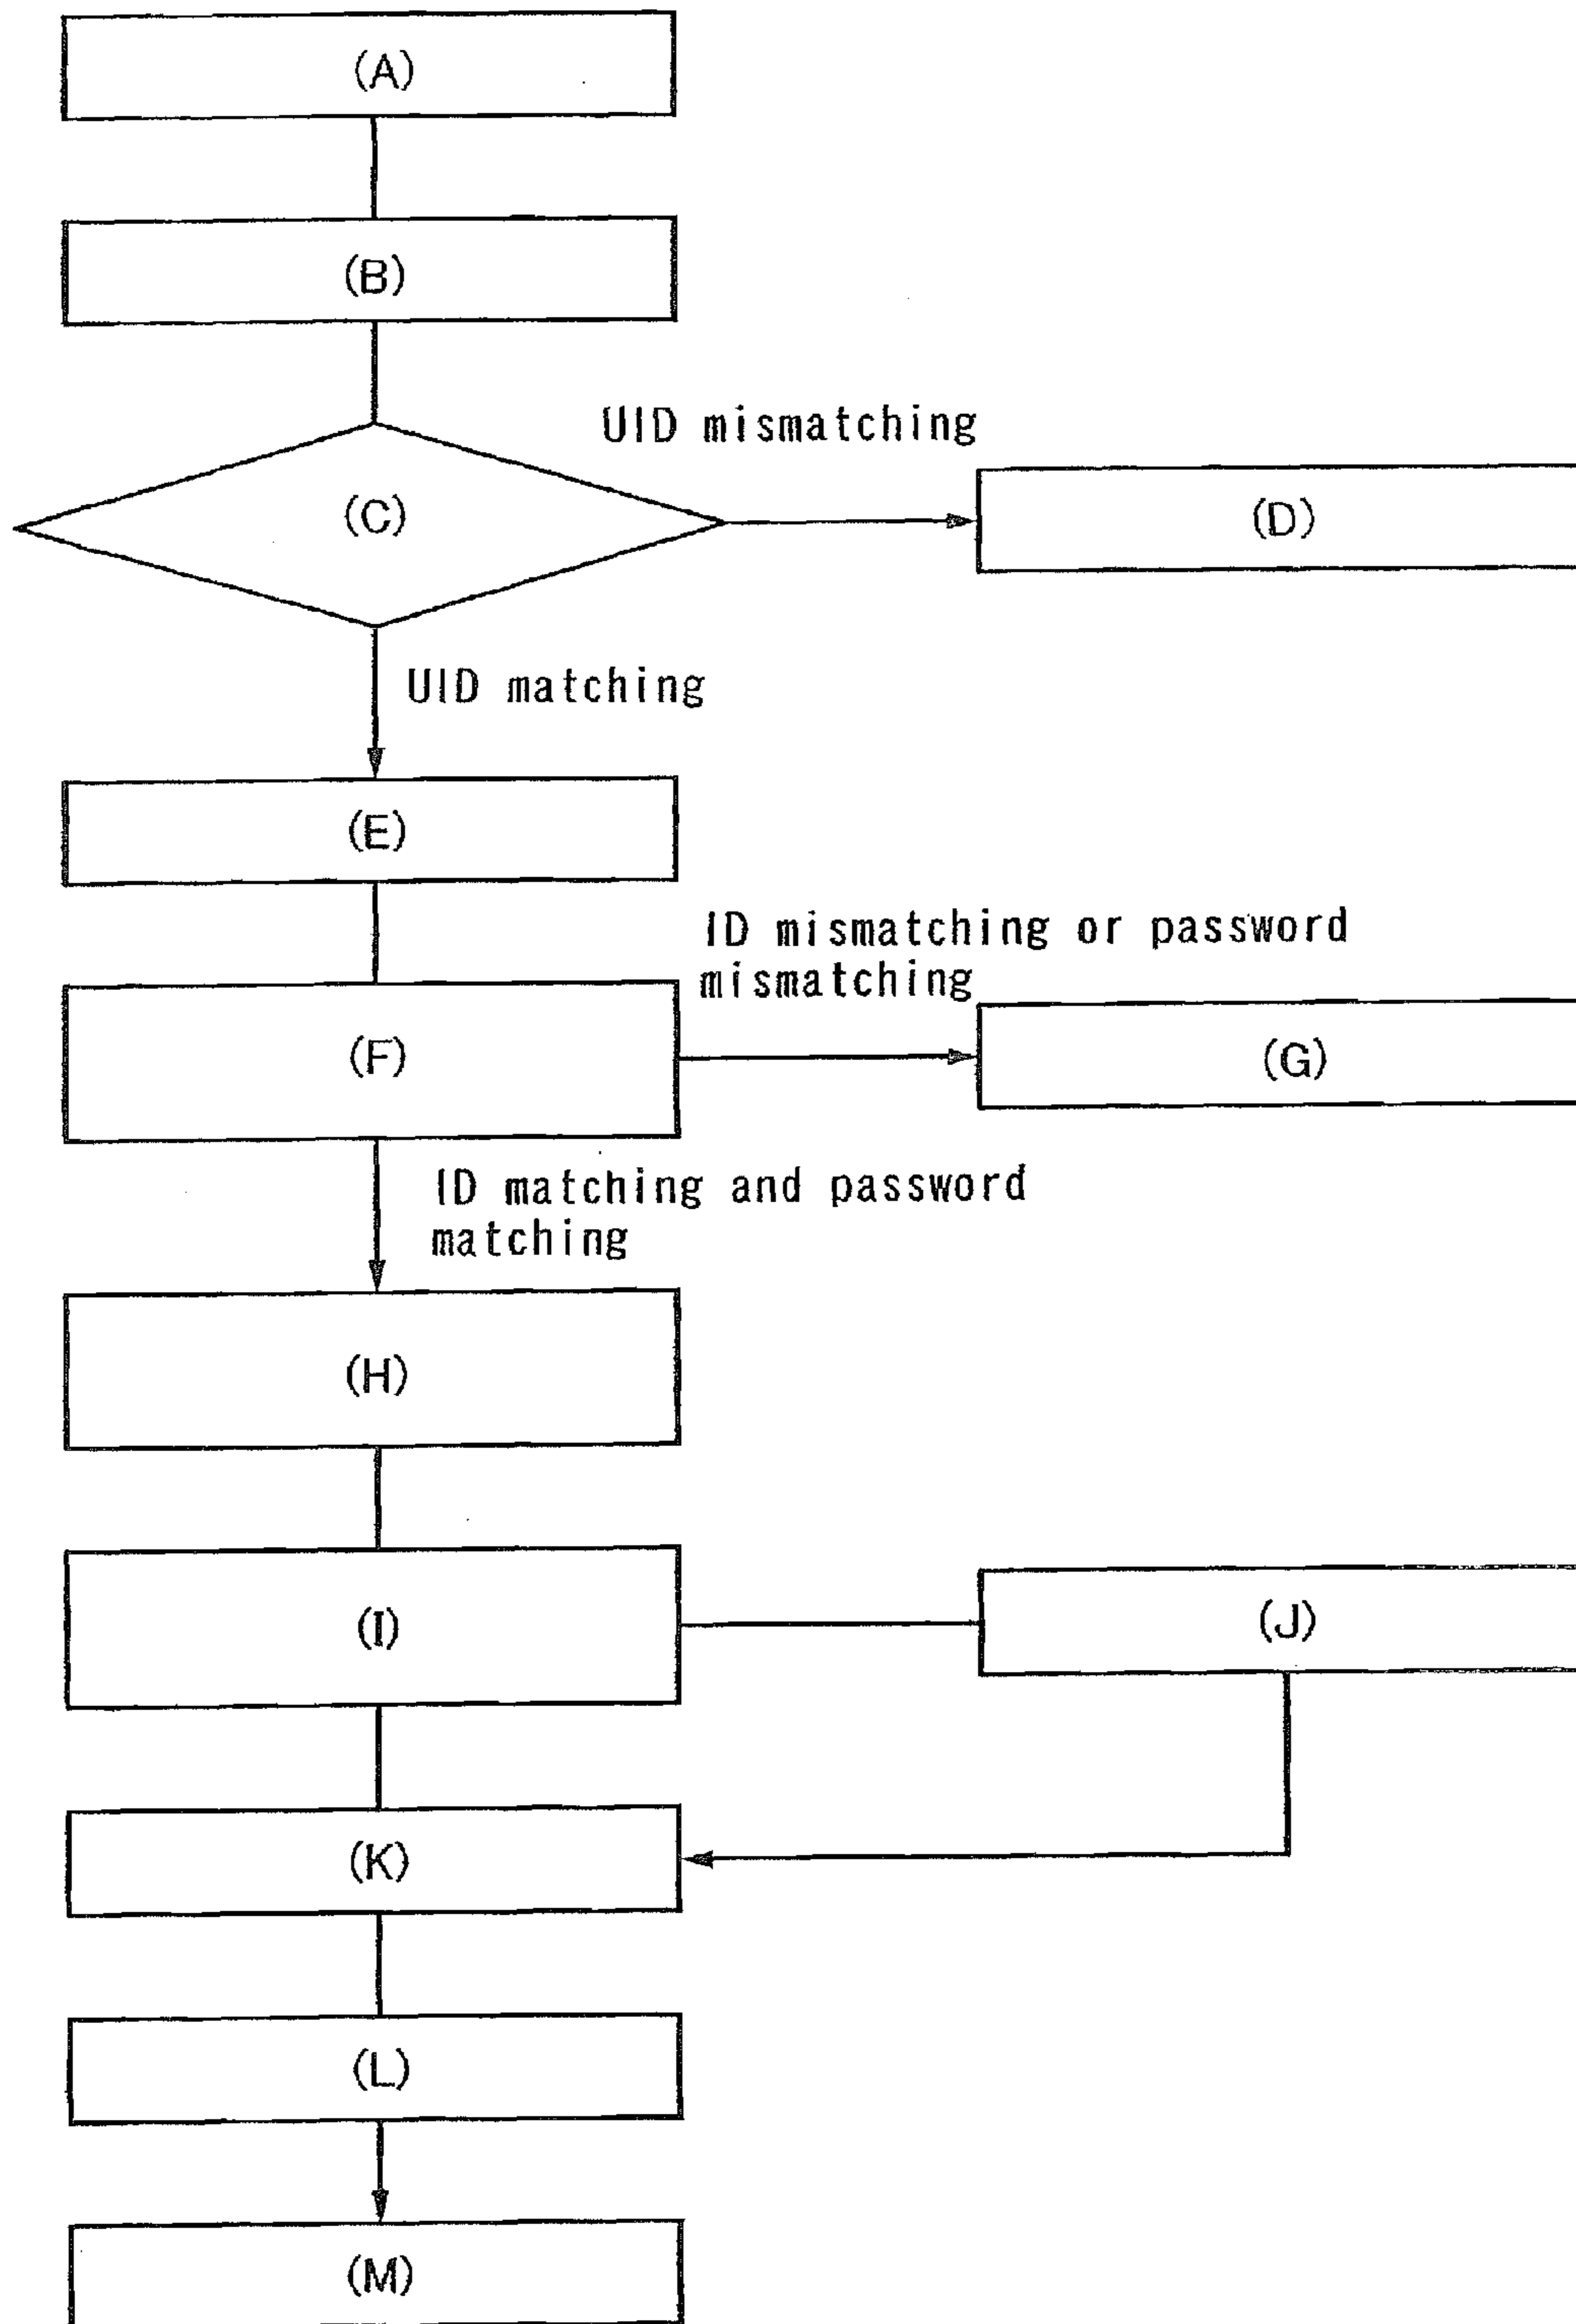 (A)
(B)
UID mismatching
(C)
(D)
UID matching
(E)
ID mismatching or password
mismatching
(F)
(G)
ID matching and password
matching
(H)
(I)
(J)
(K)
(L)
(M)